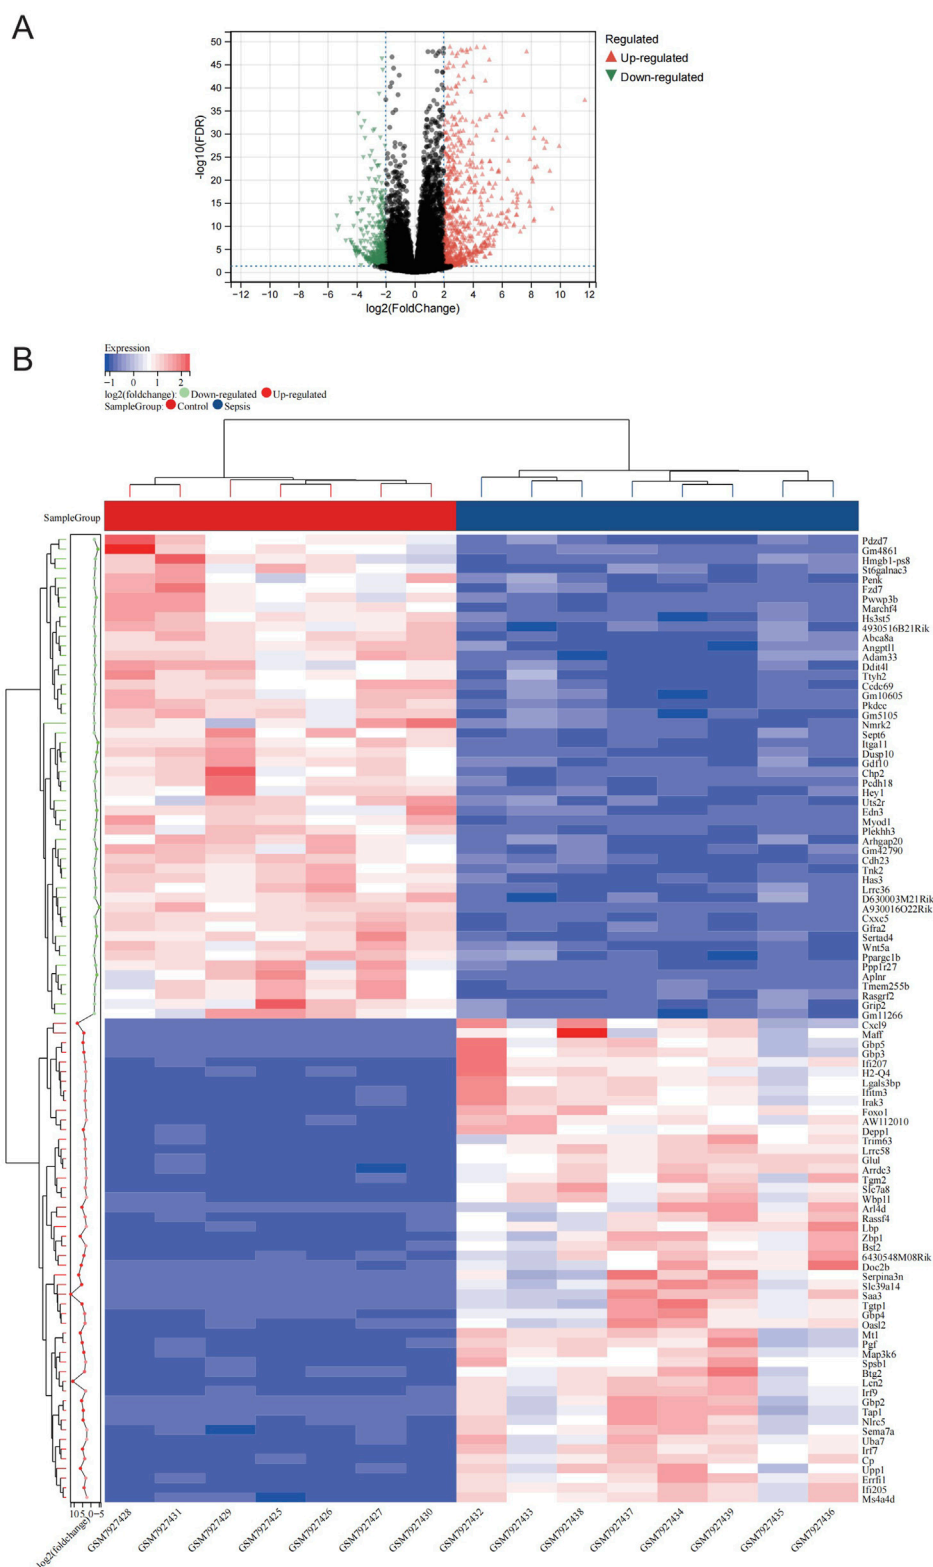 A
Regulated
Up-regulated
Down-regulated
-log10(FDR)
50
45
40
35
30
25
20
15
10
5
0
−12 −10 −8 −6 −4 −2 0 2 4 6 8 10 12
log2(FoldChange)
B
Expression
−1 0 1 2
log2(foldchange): Down-regulated Up-regulated
SampleGroup: Control Sepsis
SampleGroup
Pdzd7
Gm4861
Hmgb1-ps8
St6galnac3
Penk
Fzd7
Pwwp3b
Marchf4
Hs3st5
4930516B21Rik
Abca8a
Angptl1
Adam33
Ddit4l
Ttyh2
Ccdc69
Gm10605
Pkdcc
Gm5105
Nmrk2
Sept6
Itga11
Dusp10
Gdf10
Chp2
Pcdh18
Hey1
Uts2r
Edn3
Myod1
Plekhh3
Arhgap20
Gm42790
Cdh23
Tnk2
Has3
Lrrc36
D630003M21Rik
A930016O22Rik
Cxxc5
Gfra2
Sertad4
Wnt5a
Ppargc1b
Ppp1r27
Aplnr
Tmem255b
Rasgrf2
Grip2
Gm11266
Cxcl9
Maff
Gbp5
Gbp3
Ifi207
H2-Q4
Lgals3bp
Ifitm3
Irak3
Foxo1
AW112010
Depp1
Trim63
Lrrc58
Glul
Arrdc3
Tgm2
Slc7a8
Wbp1l
Arl4d
Rassf4
Lbp
Zbp1
Bst2
6430548M08Rik
Doc2b
Serpina3n
Slc39a14
Saa3
Tgtp1
Gbp4
Oasl2
Mt1
Pgf
Map3k6
Spsb1
Btg2
Lcn2
Irf9
Gbp2
Tap1
Nlrc5
Sema7a
Uba7
Irf7
Cp
Upp1
Errfi1
Ifi205
Ms4a4d
10 5 0 −5
log2(foldchange)
GSM7927428
GSM7927431
GSM7927429
GSM7927425
GSM7927426
GSM7927427
GSM7927430
GSM7927432
GSM7927433
GSM7927438
GSM7927437
GSM7927434
GSM7927439
GSM7927435
GSM7927436